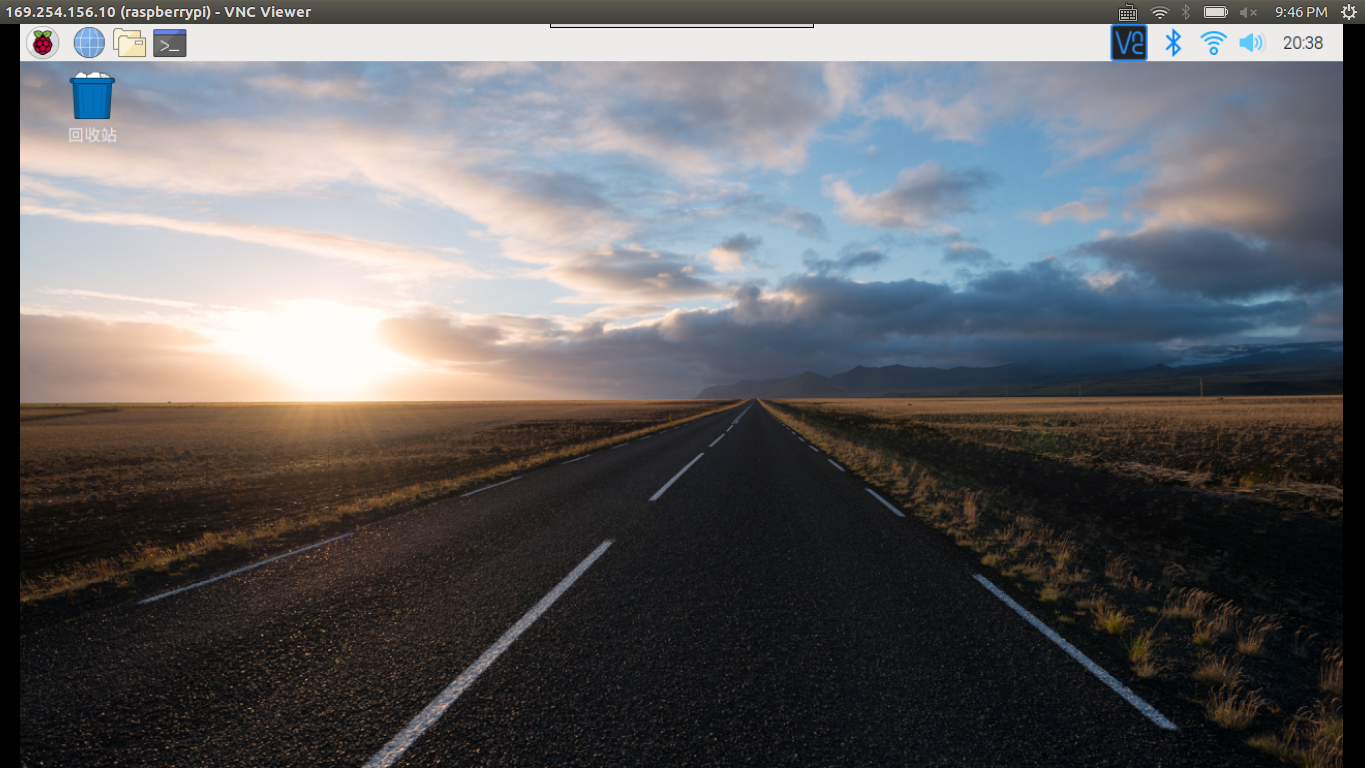 169.254.156.10 (raspberrypi) - VNC Viewer
9:46 PM
20:38
回收站